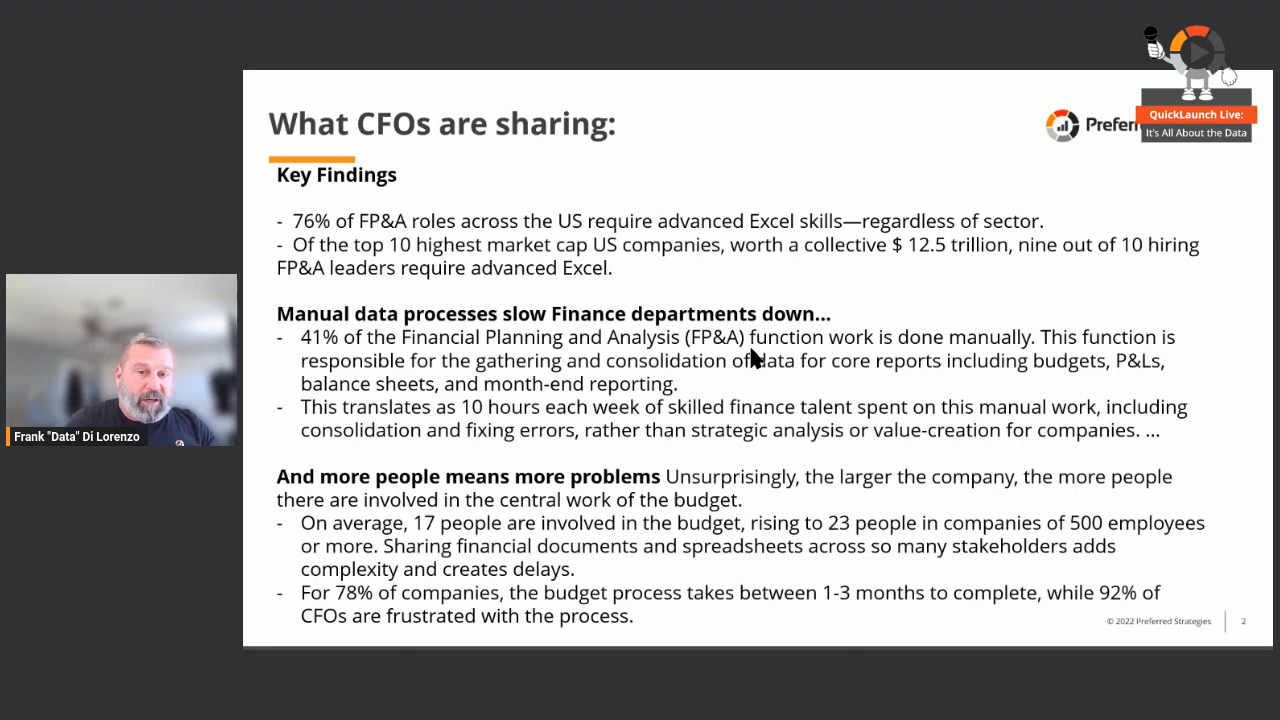 What CFOs are sharing:
Preferr
QuickLaunch Live:
It's All About the Data
Key Findings
- 76% of FP&A roles across the US require advanced Excel skills—regardless of sector.
- Of the top 10 highest market cap US companies, worth a collective $ 12.5 trillion, nine out of 10 hiring
FP&A leaders require advanced Excel.
Manual data processes slow Finance departments down...
- 41% of the Financial Planning and Analysis (FP&A) function work is done manually. This function is
responsible for the gathering and consolidation of data for core reports including budgets, P&Ls,
balance sheets, and month-end reporting.
- This translates as 10 hours each week of skilled finance talent spent on this manual work, including
consolidation and fixing errors, rather than strategic analysis or value-creation for companies. ...
And more people means more problems Unsurprisingly, the larger the company, the more people
there are involved in the central work of the budget.
- On average, 17 people are involved in the budget, rising to 23 people in companies of 500 employees
or more. Sharing financial documents and spreadsheets across so many stakeholders adds
complexity and creates delays.
- For 78% of companies, the budget process takes between 1-3 months to complete, while 92% of
CFOs are frustrated with the process.
© 2022 Preferred Strategies
2
Frank "Data" Di Lorenzo